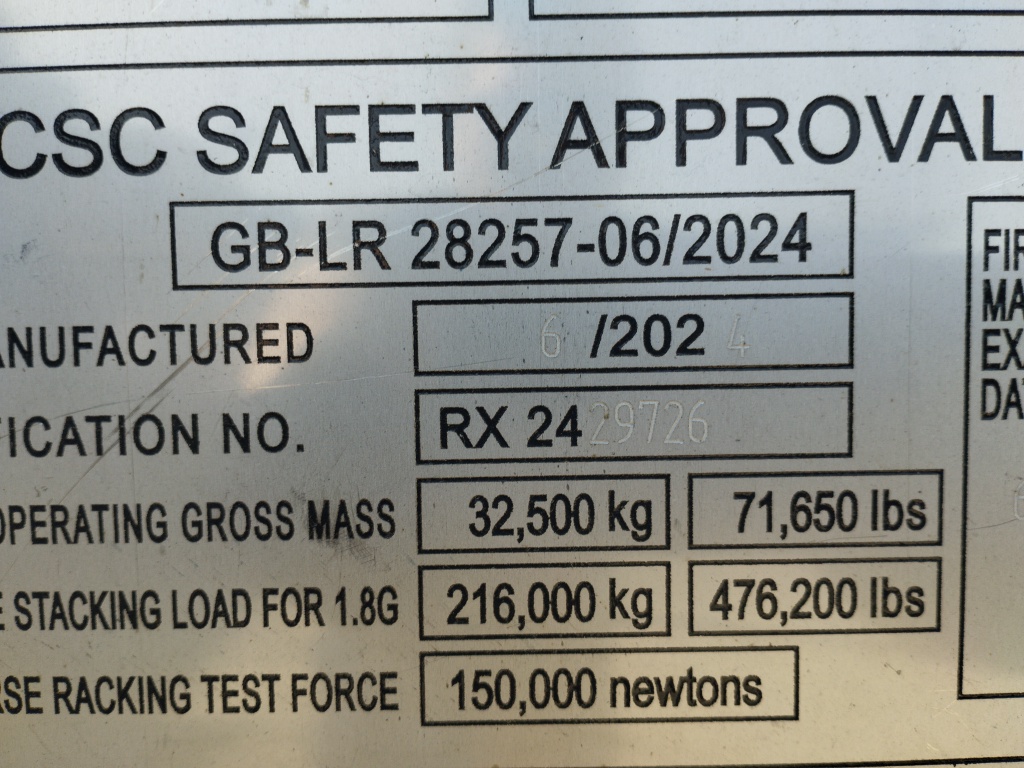 CSC SAFETY APPROVAL
GB-LR 28257-06/2024
ANUFACTURED 6 /2024
FICATION NO. RX 2429726
OPERATING GROSS MASS 32,500 kg 71,650 lbs
E STACKING LOAD FOR 1.8G 216,000 kg 476,200 lbs
RSE RACKING TEST FORCE 150,000 newtons
FIR
MA
EX
DA